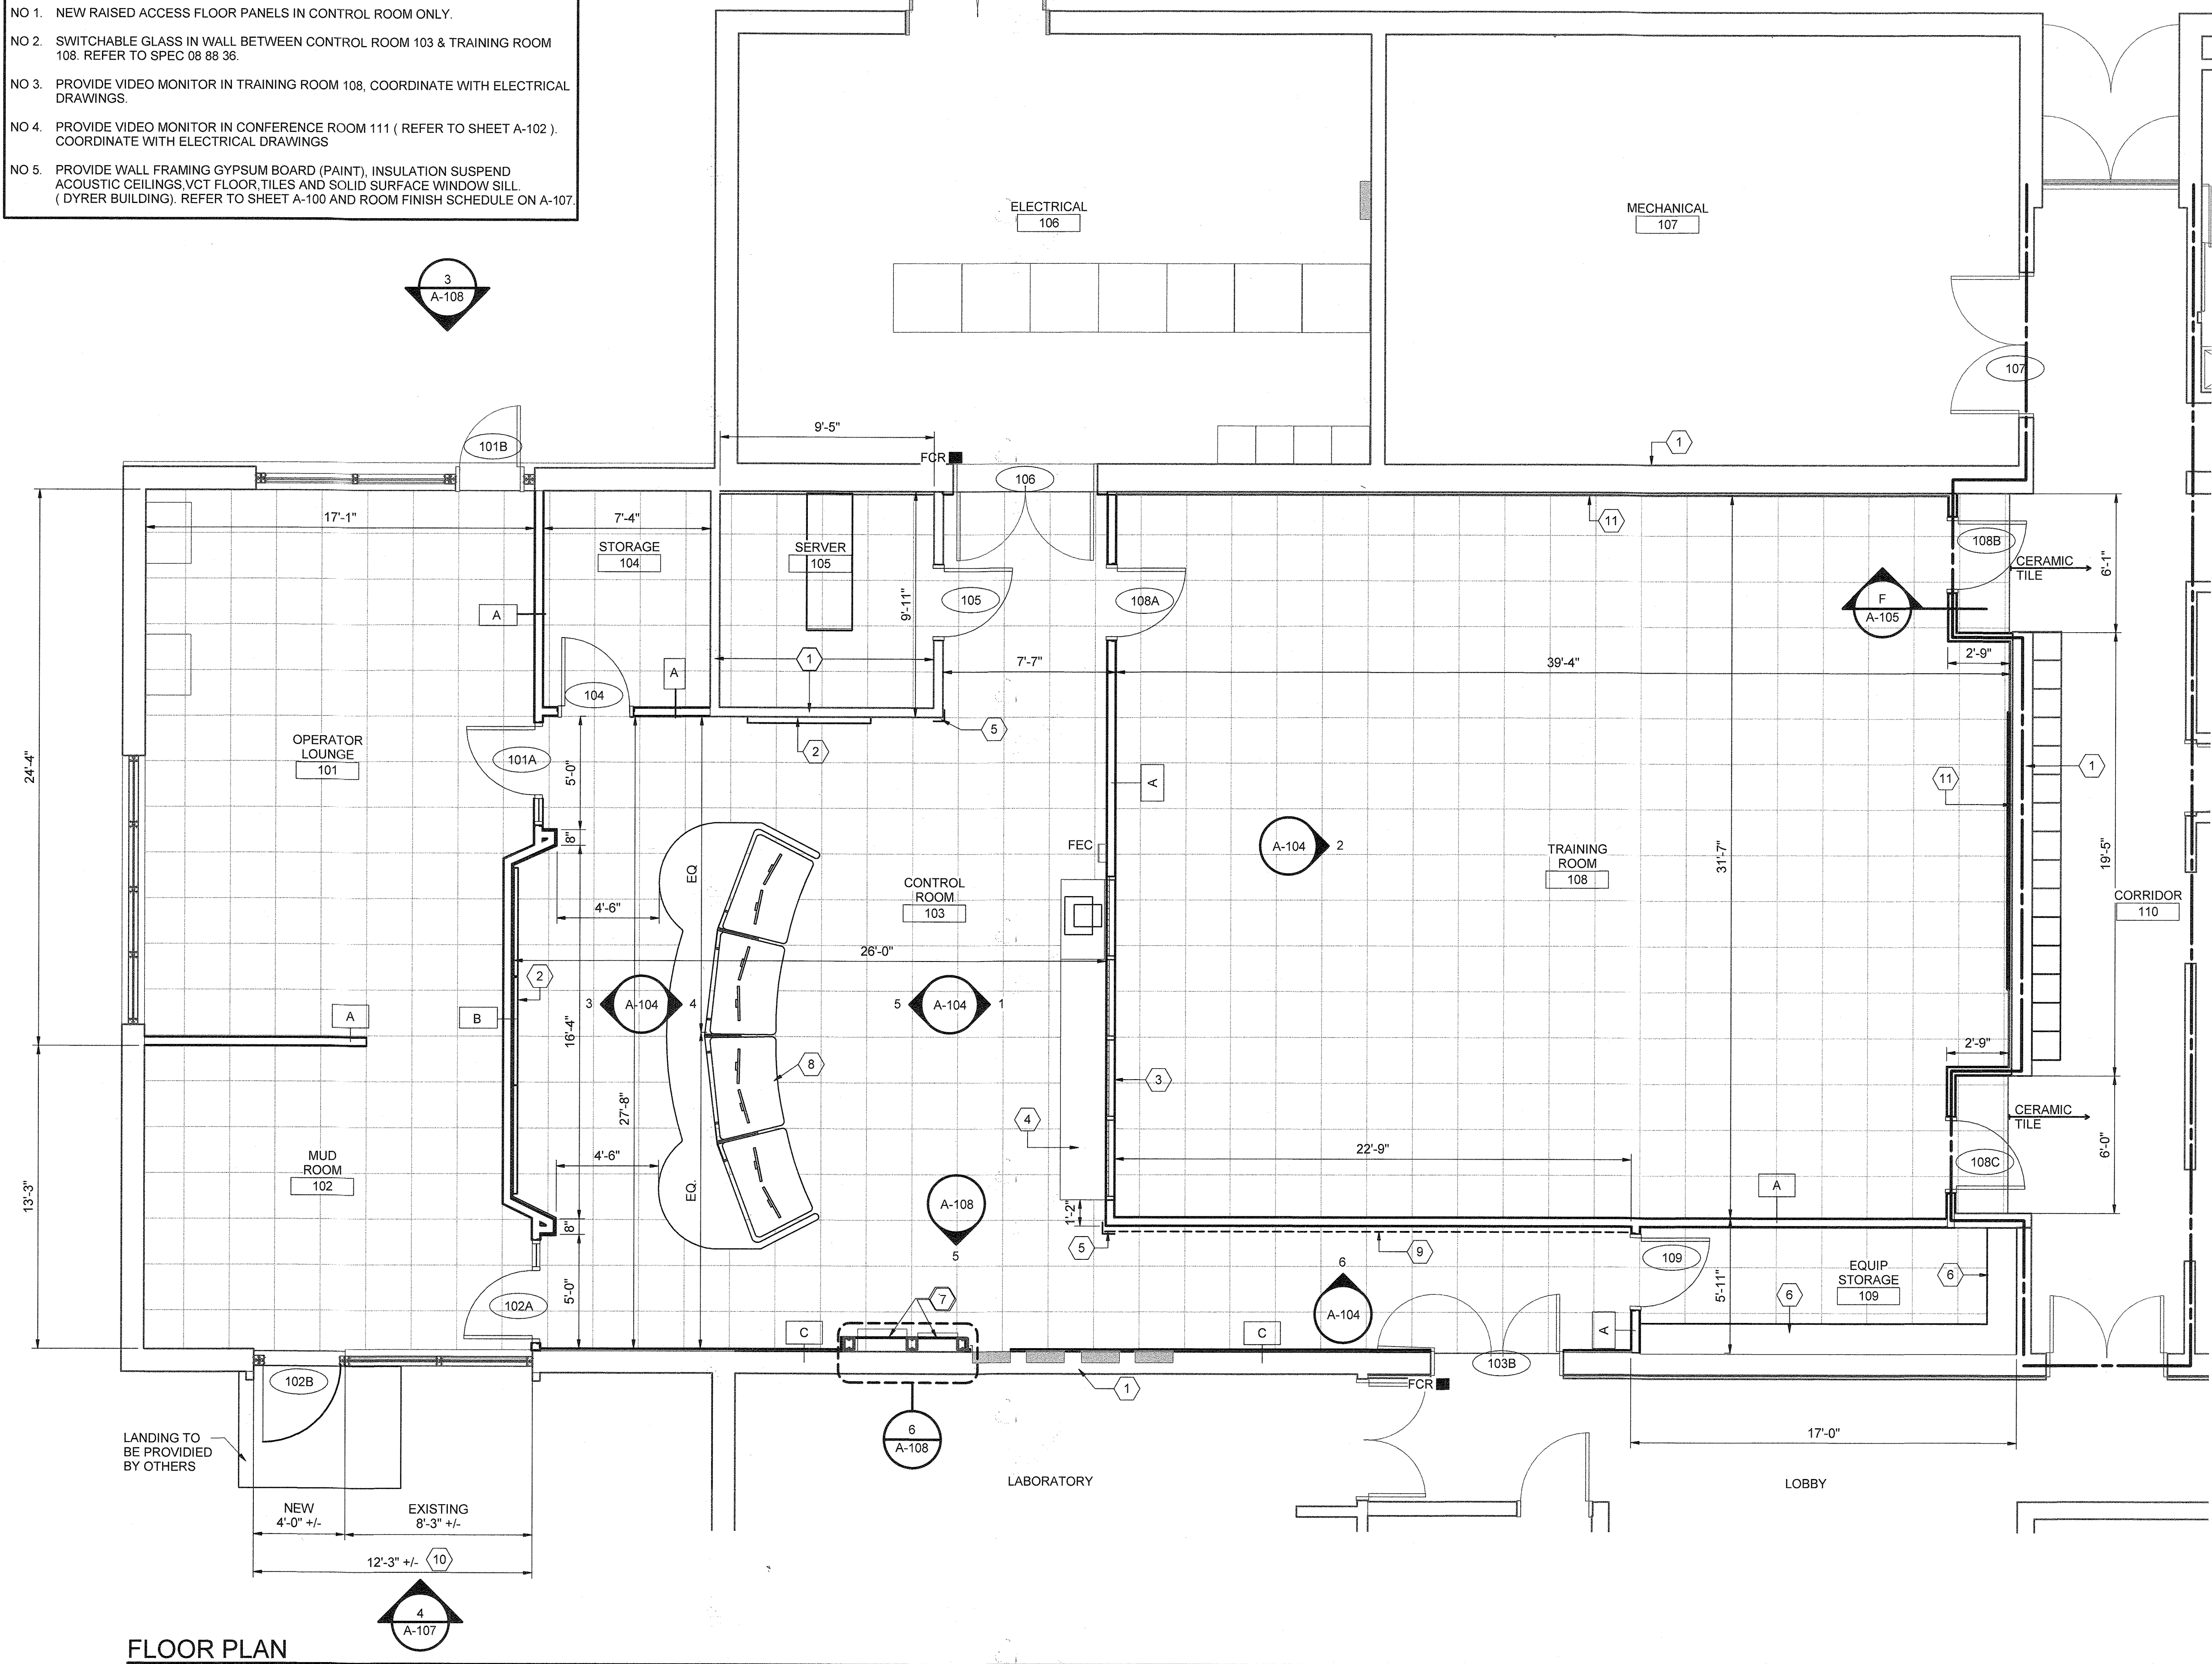 NO 1. NEW RAISED ACCESS FLOOR PANELS IN CONTROL ROOM ONLY.
NO 2. SWITCHABLE GLASS IN WALL BETWEEN CONTROL ROOM 103 & TRAINING ROOM
108. REFER TO SPEC 08 88 36.
NO 3. PROVIDE VIDEO MONITOR IN TRAINING ROOM 108, COORDINATE WITH ELECTRICAL
DRAWINGS.
NO 4. PROVIDE VIDEO MONITOR IN CONFERENCE ROOM 111 ( REFER TO SHEET A-102 ).
COORDINATE WITH ELECTRICAL DRAWINGS
NO 5. PROVIDE WALL FRAMING GYPSUM BOARD (PAINT), INSULATION SUSPEND
ACOUSTIC CEILINGS,VCT FLOOR,TILES AND SOLID SURFACE WINDOW SILL.
( DYRER BUILDING). REFER TO SHEET A-100 AND ROOM FINISH SCHEDULE ON A-107.
ELECTRICAL
106
MECHANICAL
107
3
A-108
107
9'-5"
101B
FCR
1
106
17'-1"
7'-4"
11
STORAGE
104
SERVER
105
108B
CERAMIC
TILE
6'-1"
A
9'-11"
105
108A
F
A-105
1
A
7'-7"
39'-4"
2'-9"
104
5
OPERATOR
LOUNGE
101
101A
2
5'-0"
24'-4"
A
11
1
8"
FEC
A-104
2
TRAINING
ROOM
108
31'-7"
19'-5"
EQ
CONTROL
ROOM
103
4'-6"
CORRIDOR
110
26'-0"
2
3
A-104
4
5
A-104
1
A
B
16'-4"
2'-9"
8
3
27'-8"
4
CERAMIC
TILE
6'-0"
MUD
ROOM
102
4'-6"
22'-9"
108C
13'-3"
EQ.
A
A-108
5
1'-2"
8"
5
9
109
EQUIP
STORAGE
109
6
6
A-104
5'-11"
5'-0"
102A
7
6
C
C
A
102B
1
103B
FCR
6
A-108
LANDING TO
BE PROVIDIED
BY OTHERS
17'-0"
LABORATORY
LOBBY
NEW
4'-0" +/-
EXISTING
8'-3" +/-
12'-3" +/- 10
4
A-107
FLOOR PLAN